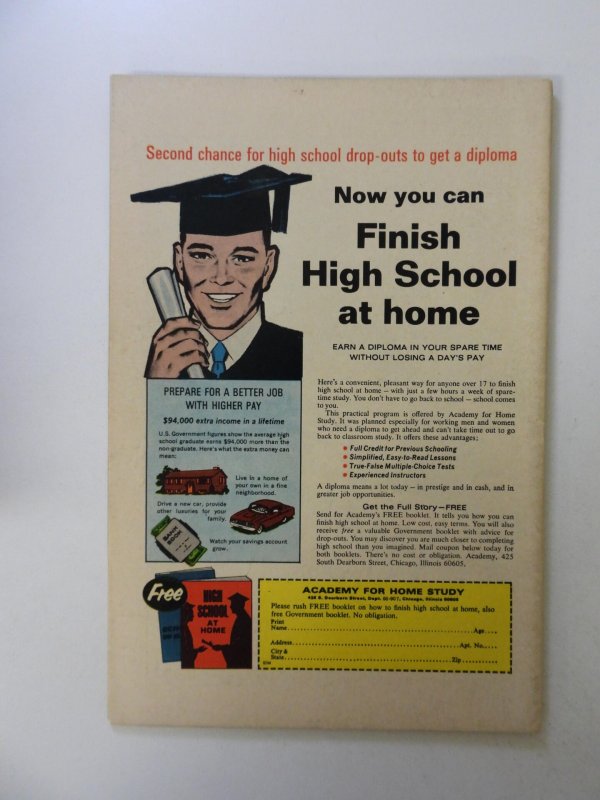 Second chance for high school drop-outs to get a diploma
Now you can
Finish
High School
at home
EARN A DIPLOMA IN YOUR SPARE TIME
WITHOUT LOSING A DAY'S PAY
Here's a convenient, pleasant way for anyone over 17 to finish
high school at home – with just a few hours a week of spare-
time study. You don't have to go back to school – school comes
to you.
This practical program is offered by Academy for Home
Study. It was planned especially for working men and women
who need a diploma to get ahead and can't take time out to go
back to classroom study. It offers these advantages:
• Full Credit for Previous Schooling
• Simplified, Easy-to-Read Lessons
• True-False Multiple-Choice Tests
• Experienced Instructors
A diploma means a lot today – in prestige and in cash, and in
greater job opportunities.
Get the Full Story–FREE
Send for Academy's FREE booklet. It tells you how you can
finish high school at home. Low cost, easy terms. You will also
receive free a valuable Government booklet with advice for
drop-outs. You may discover you are much closer to completing
high school than you imagined. Mail coupon below today for
both booklets. There's no cost or obligation. Academy, 425
South Dearborn Street, Chicago, Illinois 60605.
PREPARE FOR A BETTER JOB
WITH HIGHER PAY
$94,000 extra income in a lifetime
U.S. Government figures show the average high
school graduate earns $94,000 more than the
non-graduate. Here's what the extra money can
mean:
Live in a home of
your own in a fine
neighborhood.
Drive a new car, provide
other luxuries for your
family.
BANK
BOOK
Watch your savings account
grow.
Free
HIGH
SCHOOL
AT
HOME
ACADEMY FOR HOME STUDY
425 S. Dearborn Street, Dept. Chicago, Illinois 60605
Please rush FREE booklet on how to finish high school at home, also
free Government booklet. No obligation.
Print
Name Age
Address Apt. No.
City &
State Zip